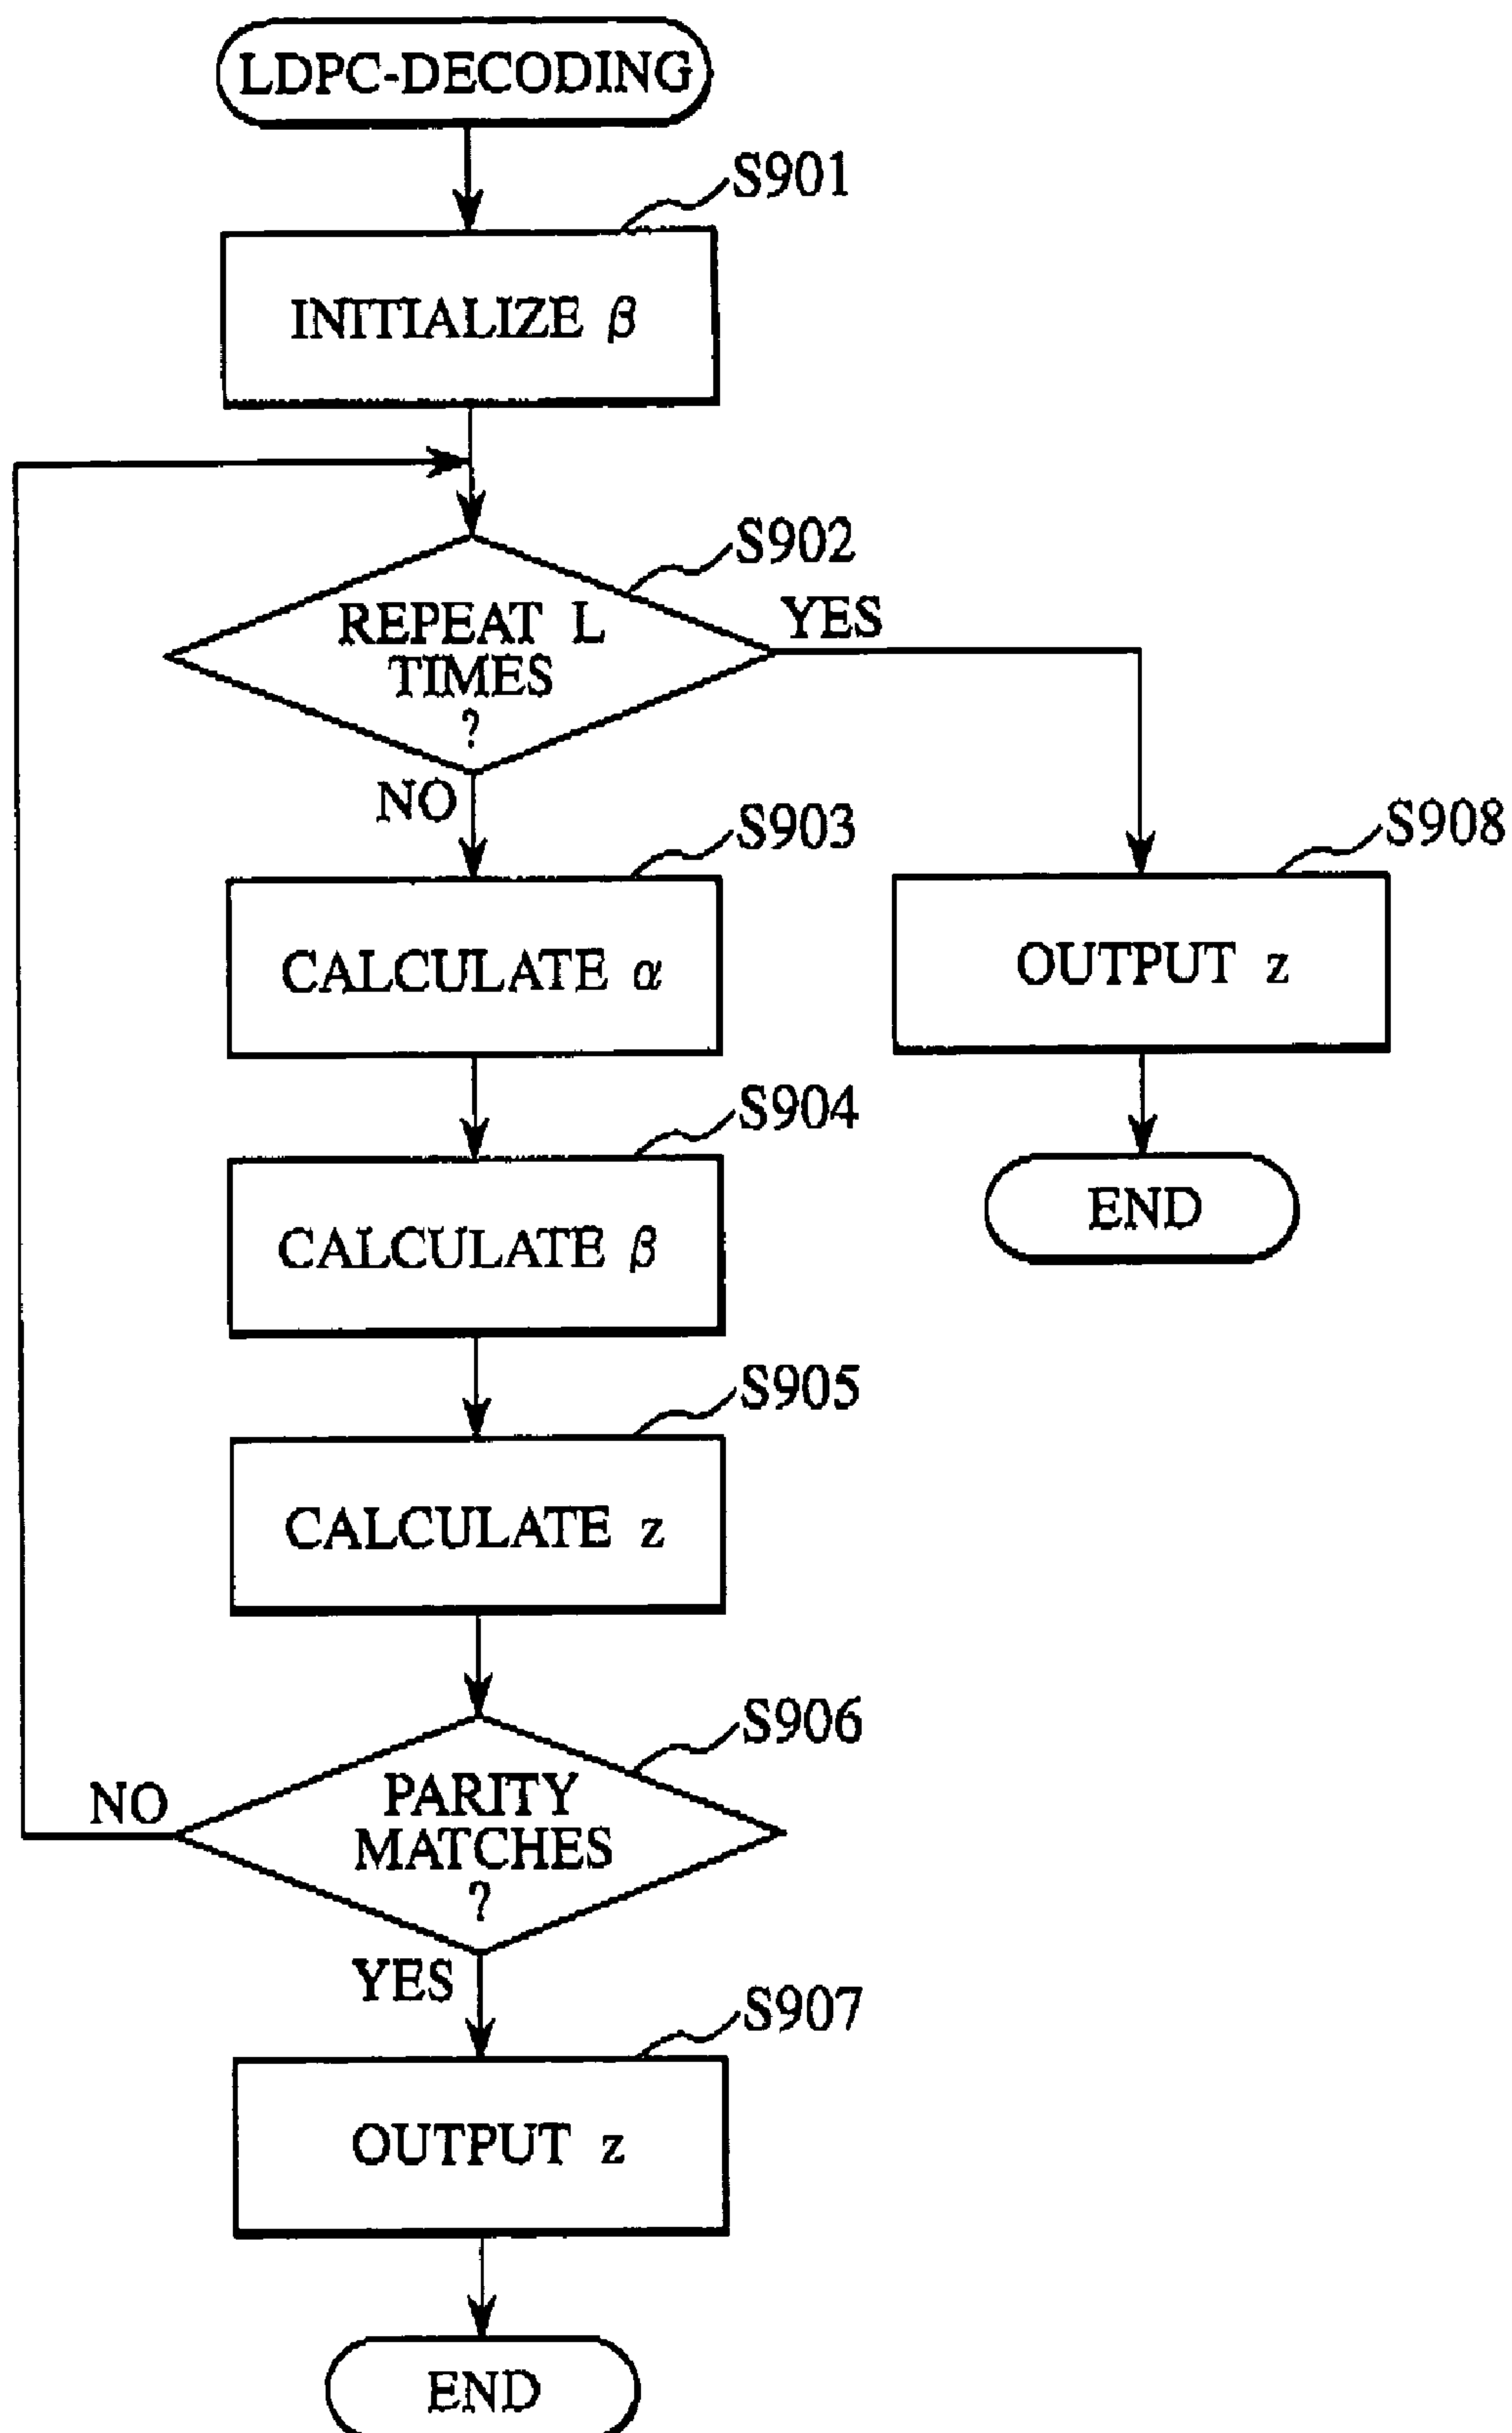 LDPC-DECODING
S901
INITIALIZE β
S902
REPEAT L
TIMES
?
YES
NO
S903
CALCULATE α
S908
OUTPUT z
S904
CALCULATE β
END
S905
CALCULATE z
S906
PARITY
MATCHES
?
NO
YES
S907
OUTPUT z
END